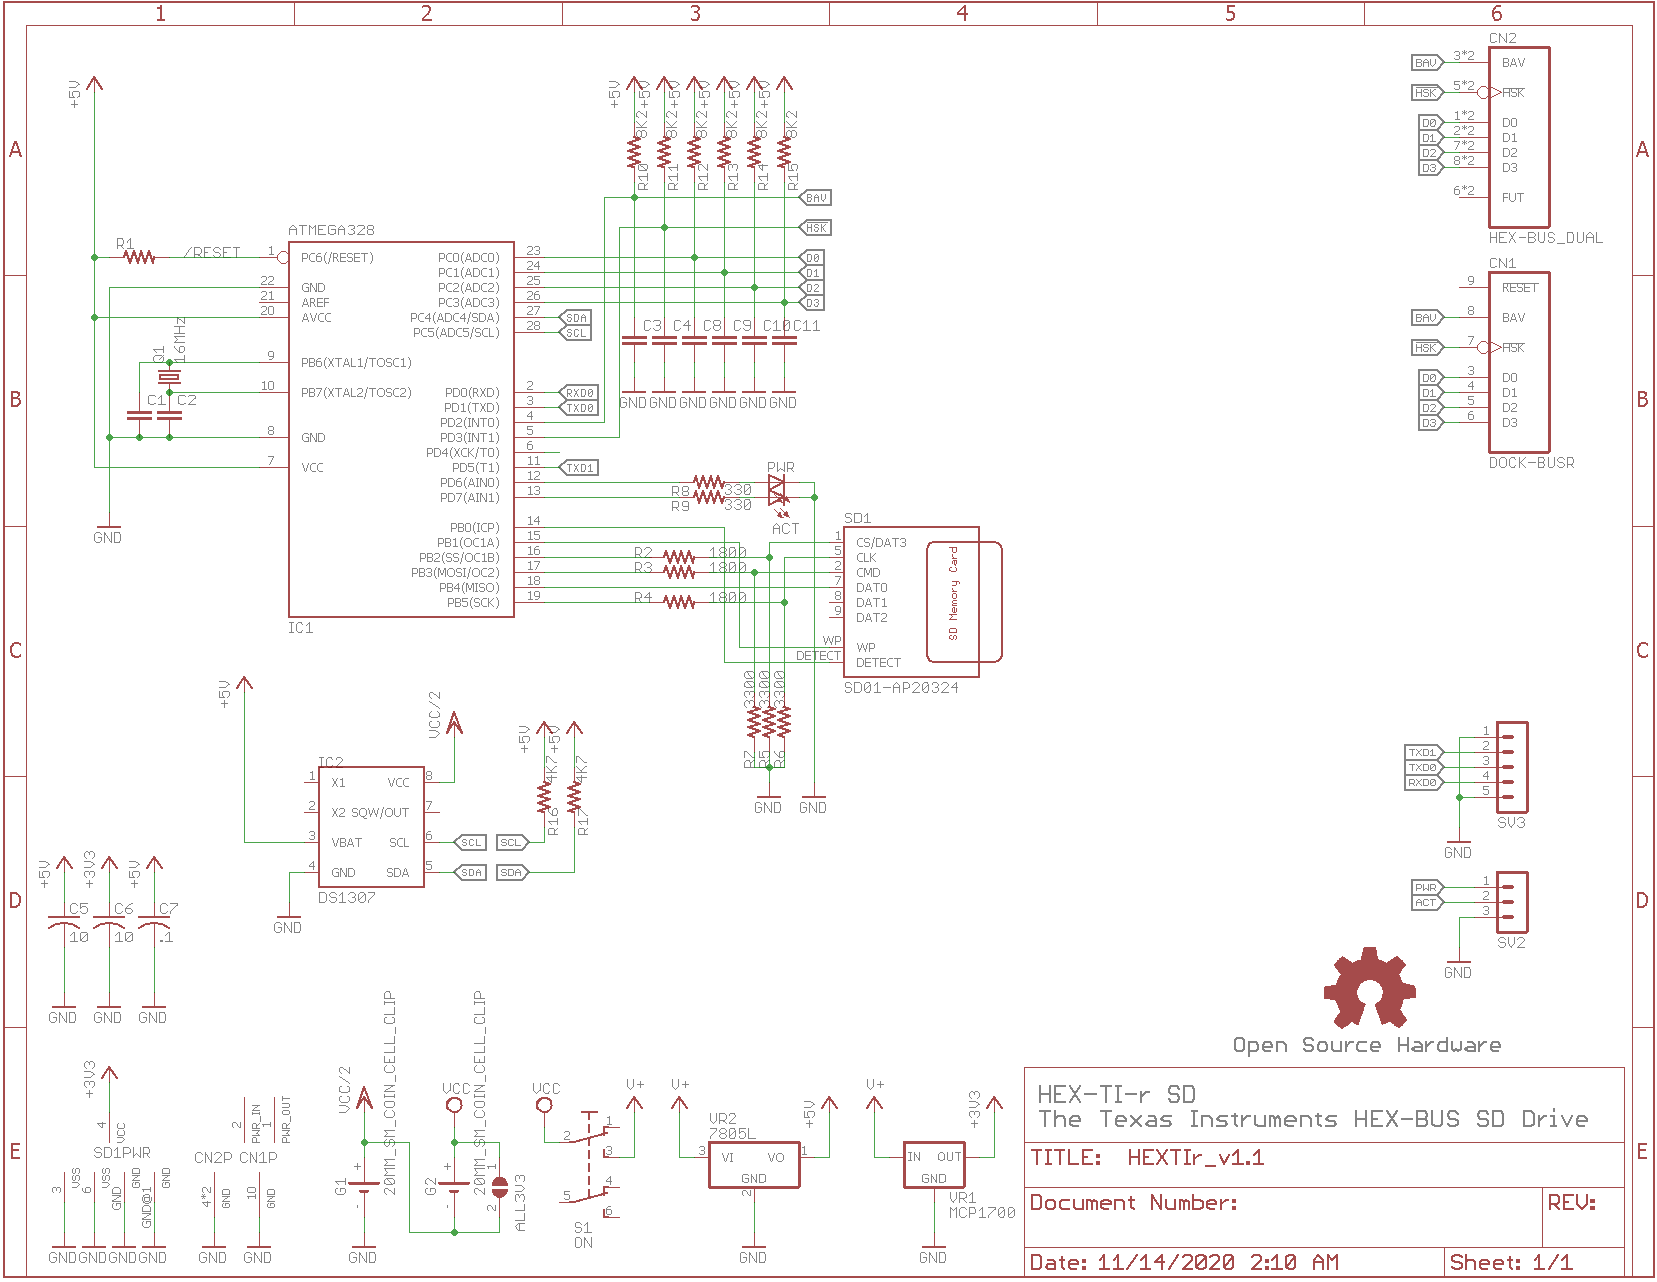 1 2 3 4 5 6
A B C D E
A B C D E
+5V
R1
/RESET
ATMEGA328
1 PC6(/RESET)
22 GND
21 AREF
20 AVCC
9 PB6(XTAL1/TOSC1)
10 PB7(XTAL2/TOSC2)
8 GND
7 VCC
Q1
16MHz
C1 C2
GND
PC0(ADC0) 23
PC1(ADC1) 24
PC2(ADC2) 25
PC3(ADC3) 26
PC4(ADC4/SDA) 27 SDA
PC5(ADC5/SCL) 28 SCL
PD0(RXD) 2 RXD0
PD1(TXD) 3 TXD0
PD2(INT0) 4
PD3(INT1) 5
PD4(XCK/T0) 6
PD5(T1) 11 TXD1
PD6(AIN0) 12
PD7(AIN1) 13
PB0(ICP) 14
PB1(OC1A) 15
PB2(SS/OC1B) 16
PB3(MOSI/OC2) 17
PB4(MISO) 18
PB5(SCK) 19
IC1
+5V +5V +5V +5V +5V +5V
8K2 8K2 8K2 8K2 8K2 8K2
R10 R11 R12 R13 R14 R15
BAV
HSK
D0
D1
D2
D3
C3 C4 C8 C9 C10 C11
GND GND GND GND GND GND
R8 330
R9 330
PWR
ACT
R2 1800
R3 1800
R4 1800
3300 3300 3300
R7 R5 R6
GND GND
SD1
1 CS/DAT3
5 CLK
2 CMD
7 DAT0
8 DAT1
9 DAT2
WP WP
DETECT DETECT
SD Memory Card
SD01-AP20324
CN2
BAV 3*2 BAV
HSK 5*2 HSK
D0 1*2 D0
D1 2*2 D1
D2 7*2 D2
D3 8*2 D3
6*2 FUT
HEX-BUS_DUAL
CN1
9 RESET
BAV 8 BAV
HSK 7 HSK
D0 3 D0
D1 4 D1
D2 5 D2
D3 6 D3
DOCK-BUSR
+5V
VCC/2
IC2
1 X1 VCC 8
2 X2 SQW/OUT 7
3 VBAT SCL 6 SCL
4 GND SDA 5 SDA
DS1307
GND
+5V +5V
4K7 4K7
R16 R17
SCL
SDA
1
TXD1 2
TXD0 3
RXD0 4
5
SV3
GND
PWR 1
ACT 2
3
SV2
GND
+5V +3V3 +5V
C5 C6 C7
10 10 .1
GND GND GND
+3V3
4 VCC
SD1PWR
3 VSS
6 VSS
GND GND
GND@1 GND
GND GND GND GND
2 PWR_IN
1 PWR_OUT
CN2P CN1P
4*2 GND
10 GND
GND GND
VCC/2
G1
+
-
20MM_SM_COIN_CELL_CLIP
GND
VCC
G2
+
-
20MM_SM_COIN_CELL_CLIP
1
2
ALL3V3
VCC
V+
1
2
3
4
5
6
S1
ON
V+
VR2
7805L
3 VI VO 1
GND
2
+5V
GND
V+
IN OUT
GND
VR1
MCP1700
+3V3
GND
Open Source Hardware
HEX-TI-r SD
The Texas Instruments HEX-BUS SD Drive
TITLE: HEXTIr_v1.1
Document Number:
REV:
Date: 11/14/2020 2:10 AM
Sheet: 1/1